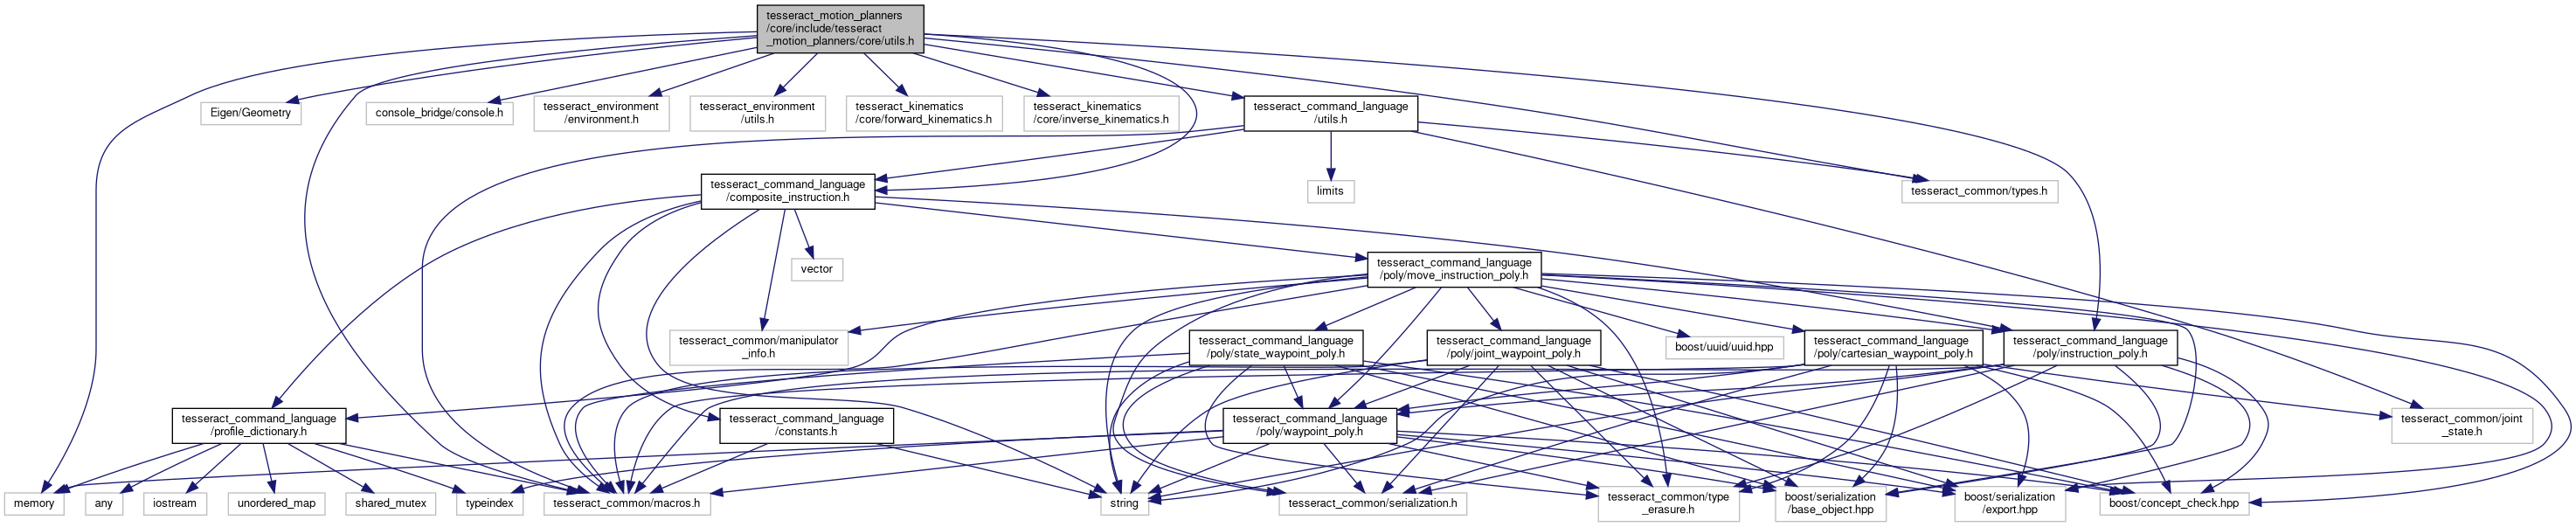 tesseract_motion_planners
/core/include/tesseract
_motion_planners/core/utils.h
Eigen/Geometry
console_bridge/console.h
tesseract_environment
/environment.h
tesseract_environment
/utils.h
tesseract_kinematics
/core/forward_kinematics.h
tesseract_kinematics
/core/inverse_kinematics.h
tesseract_command_language
/utils.h
tesseract_command_language
/composite_instruction.h
limits
tesseract_common/types.h
vector
tesseract_command_language
/poly/move_instruction_poly.h
tesseract_common/manipulator
_info.h
tesseract_command_language
/poly/state_waypoint_poly.h
tesseract_command_language
/poly/joint_waypoint_poly.h
boost/uuid/uuid.hpp
tesseract_command_language
/poly/cartesian_waypoint_poly.h
tesseract_command_language
/poly/instruction_poly.h
tesseract_command_language
/profile_dictionary.h
tesseract_command_language
/constants.h
tesseract_command_language
/poly/waypoint_poly.h
tesseract_common/joint
_state.h
memory
any
iostream
unordered_map
shared_mutex
typeindex
tesseract_common/macros.h
string
tesseract_common/serialization.h
tesseract_common/type
_erasure.h
boost/serialization
/base_object.hpp
boost/serialization
/export.hpp
boost/concept_check.hpp